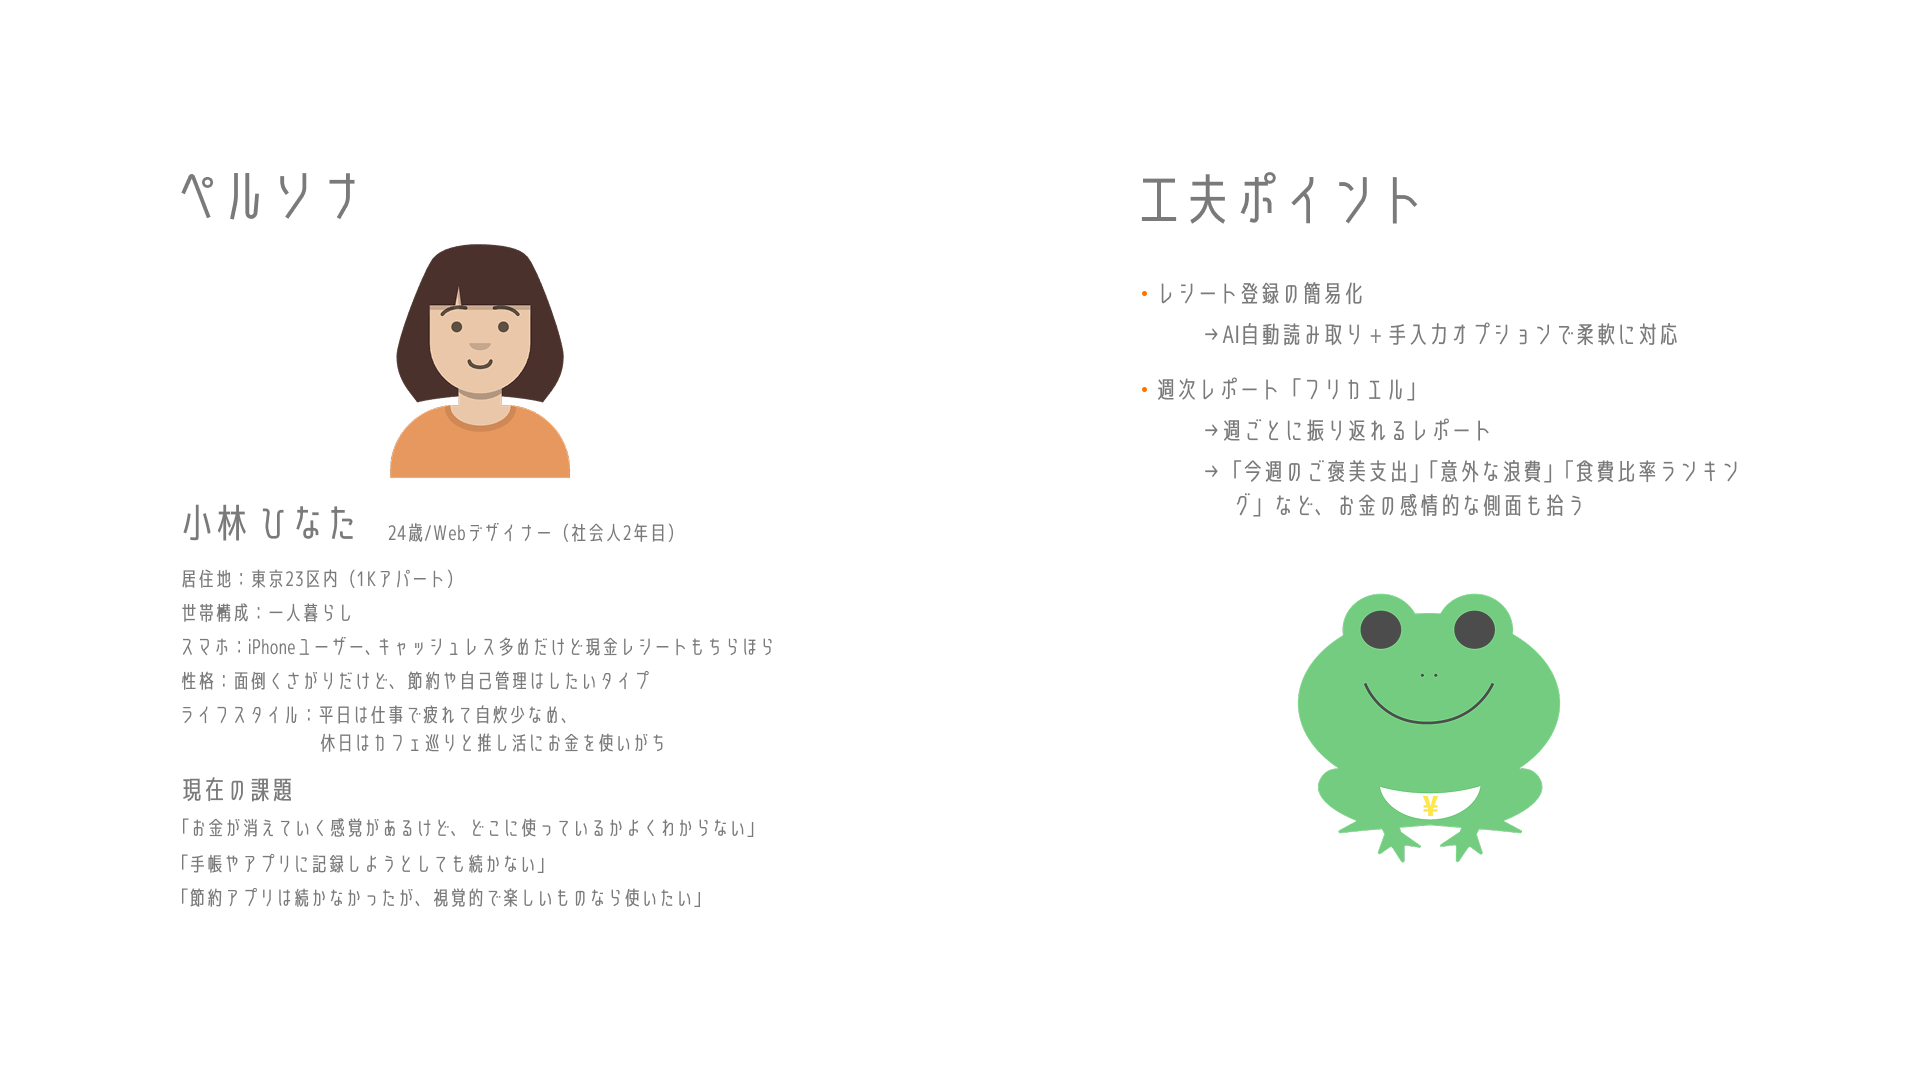 ペルソナ
小林 ひなた 24歳/Webデザイナー（社会人2年目）
居住地：東京23区内（1Kアパート）
世帯構成：一人暮らし
スマホ：iPhoneユーザー、キャッシュレス多めだけど現金レシートもちらほら
性格：面倒くさがりだけど、節約や自己管理はしたいタイプ
ライフスタイル：平日は仕事で疲れて自炊少なめ、
休日はカフェ巡りと推し活にお金を使いがち
現在の課題
「お金が消えていく感覚があるけど、どこに使っているかよくわからない」
「手帳やアプリに記録しようとしても続かない」
「節約アプリは続かなかったが、視覚的で楽しいものなら使いたい」
工夫ポイント
• レシート登録の簡易化
→AI自動読み取り＋手入力オプションで柔軟に対応
• 週次レポート「フリカエル」
→週ごとに振り返れるレポート
→「今週のご褒美支出」「意外な浪費」「食費比率ランキン
グ」など、お金の感情的な側面も拾う
¥